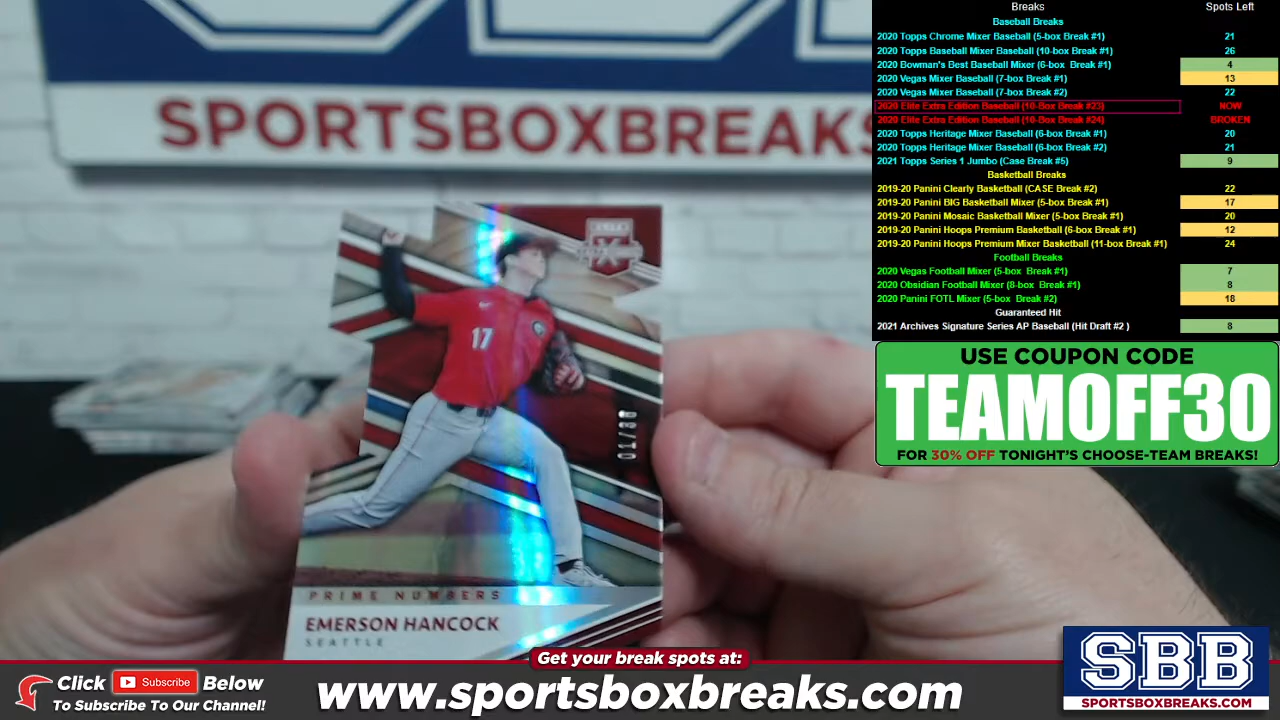 SPORTSBOXBREAKS.
17
01/
PRIME NUMBERS
EMERSON HANCOCK
SEATTLE
Breaks Spots Left
Baseball Breaks
2020 Topps Chrome Mixer Baseball (5-box Break #1) 21
2020 Topps Baseball Mixer Baseball (10-box Break #1) 26
2020 Bowman's Best Baseball Mixer (6-box Break #1) 4
2020 Vegas Mixer Baseball (7-box Break #1) 13
2020 Vegas Mixer Baseball (7-box Break #2) 22
2020 Elite Extra Edition Baseball (10-Box Break #23) NOW
2020 Elite Extra Edition Baseball (10-Box Break #24) BROKEN
2020 Topps Heritage Mixer Baseball (6-box Break #1) 20
2020 Topps Heritage Mixer Baseball (6-box Break #2) 21
2021 Topps Series 1 Jumbo (Case Break #5) 9
Basketball Breaks
2019-20 Panini Clearly Basketball (CASE Break #2) 22
2019-20 Panini BIG Basketball Mixer (5-box Break #1) 17
2019-20 Panini Mosaic Basketball Mixer (5-box Break #1) 20
2019-20 Panini Hoops Premium Basketball (6-box Break #1) 12
2019-20 Panini Hoops Premium Mixer Basketball (11-box Break #1) 24
Football Breaks
2020 Vegas Football Mixer (5-box Break #1) 7
2020 Obsidian Football Mixer (8-box Break #1) 8
2020 Panini FOTL Mixer (5-box Break #2) 18
Guaranteed Hit
2021 Archives Signature Series AP Baseball (Hit Draft #2 ) 8
USE COUPON CODE
TEAMOFF30
FOR 30% OFF TONIGHT'S CHOOSE-TEAM BREAKS!
Get your break spots at:
Click Subscribe Below
To Subscribe To Our Channel!
www.sportsboxbreaks.com
SBB
SPORTSBOXBREAKS.COM